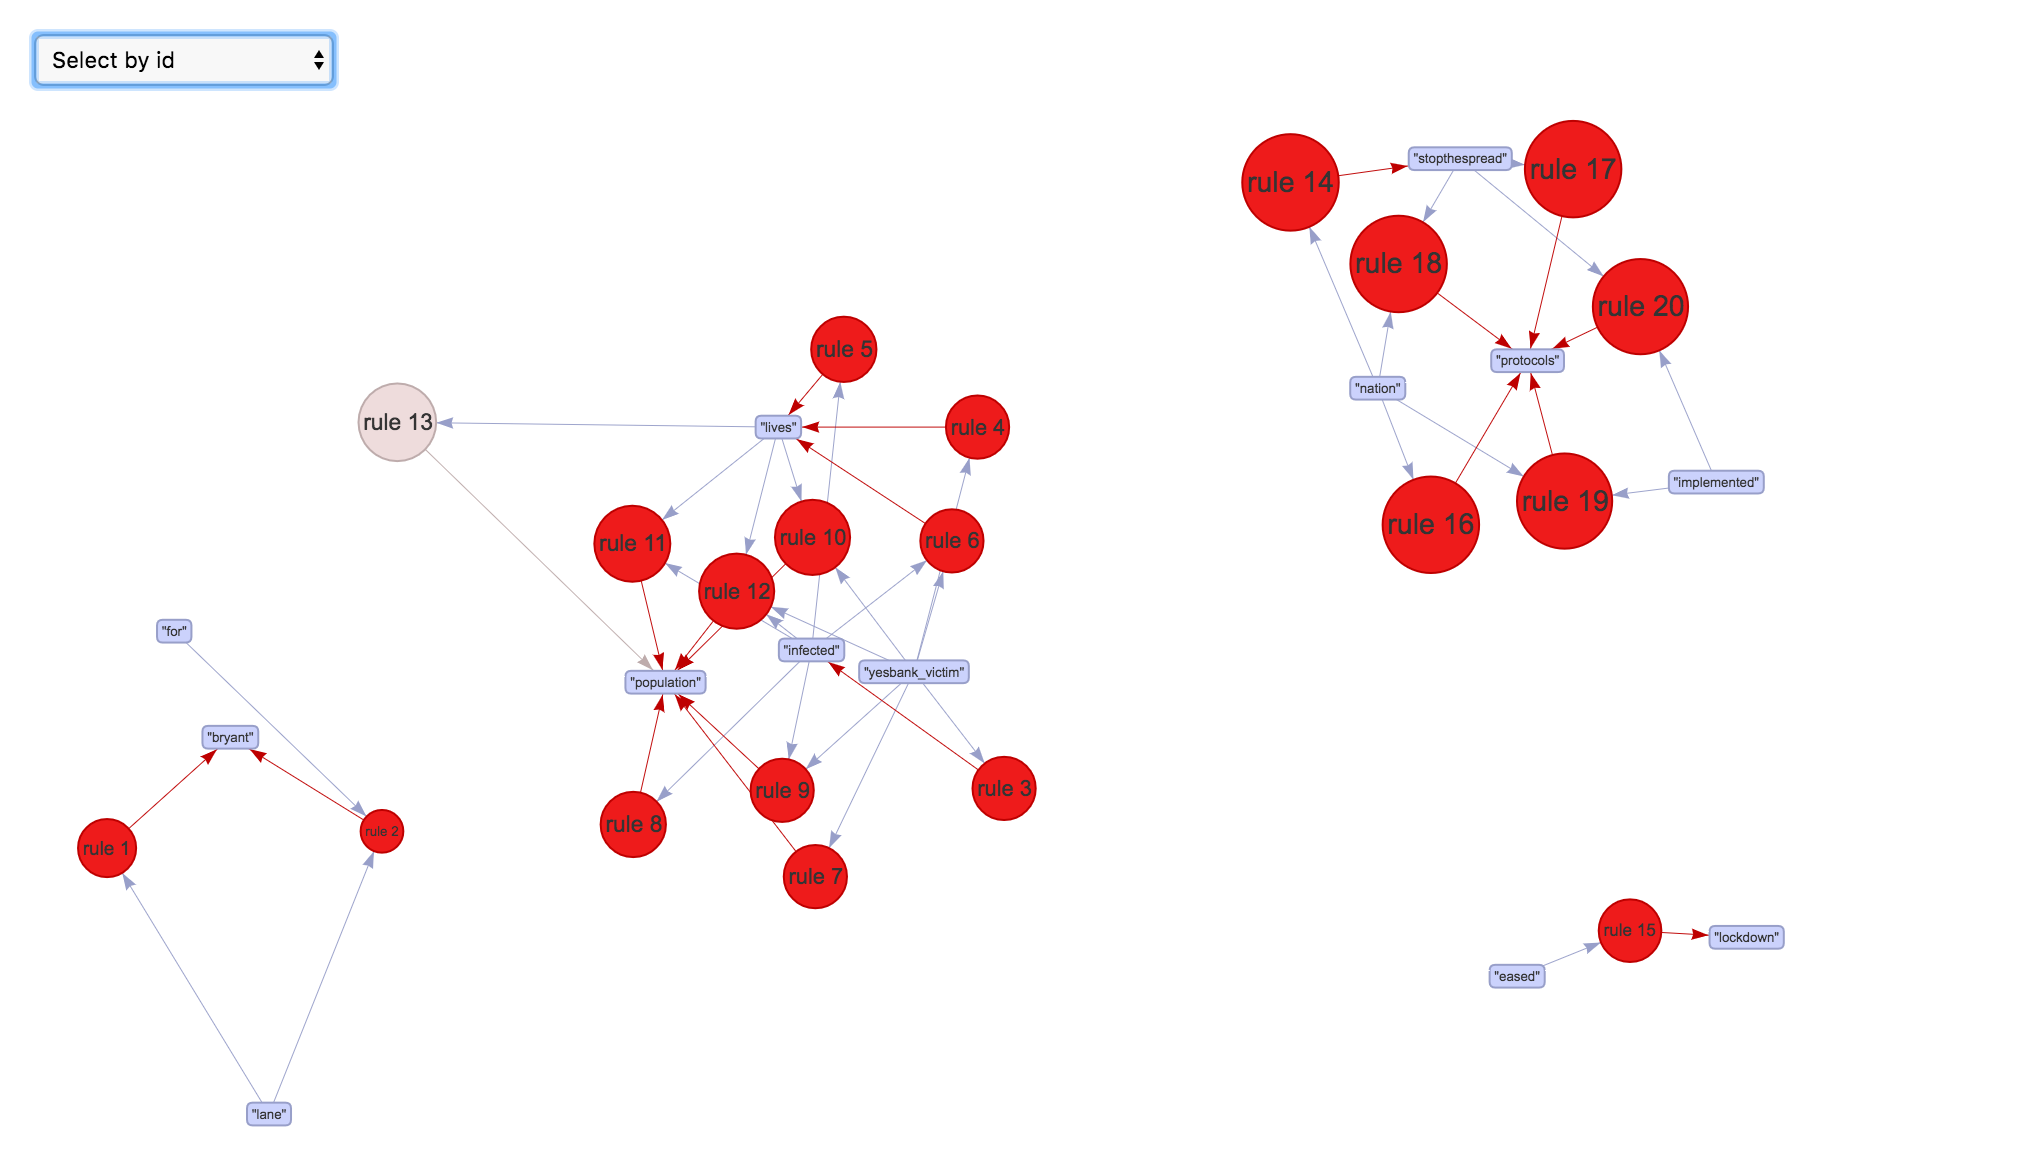 Select by id
"stopthespread"
rule 17
rule 14
rule 18
rule 20
rule 5
"protocols"
"nation"
rule 13
"lives"
rule 4
"implemented"
rule 19
rule 16
rule 10
rule 11
rule 6
rule 12
"for"
"infected"
"yesbank_victim"
"population"
"bryant"
rule 9
rule 3
rule 8
rule 2
rule 1
rule 7
rule 15
"lockdown"
"eased"
"lane"